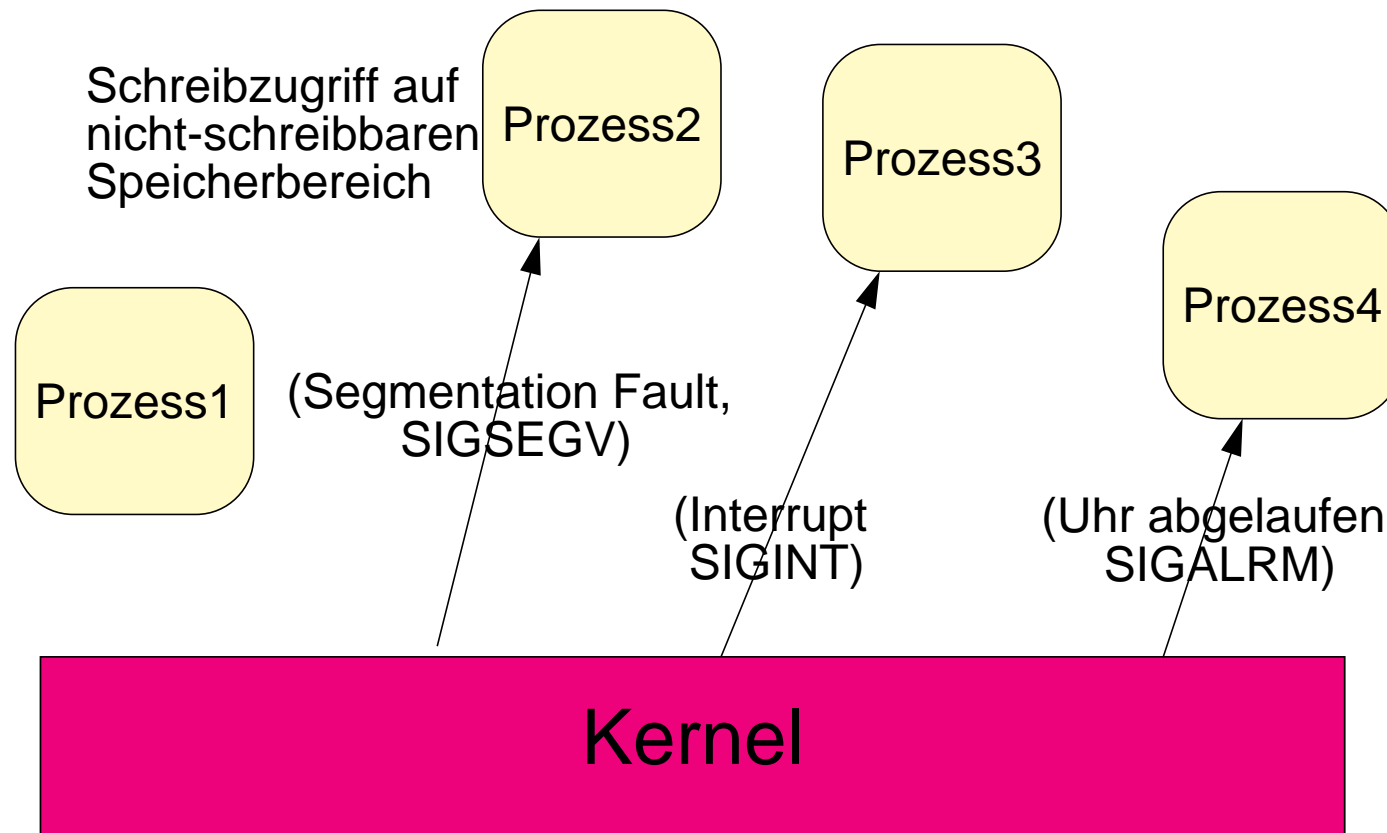 Schreibzugriff auf
nicht-schreibbaren
Speicherbereich
Prozess2
Prozess3
Prozess4
Prozess1
(Segmentation Fault,
SIGSEGV)
(Interrupt
SIGINT)
(Uhr abgelaufen
SIGALRM)
Kernel